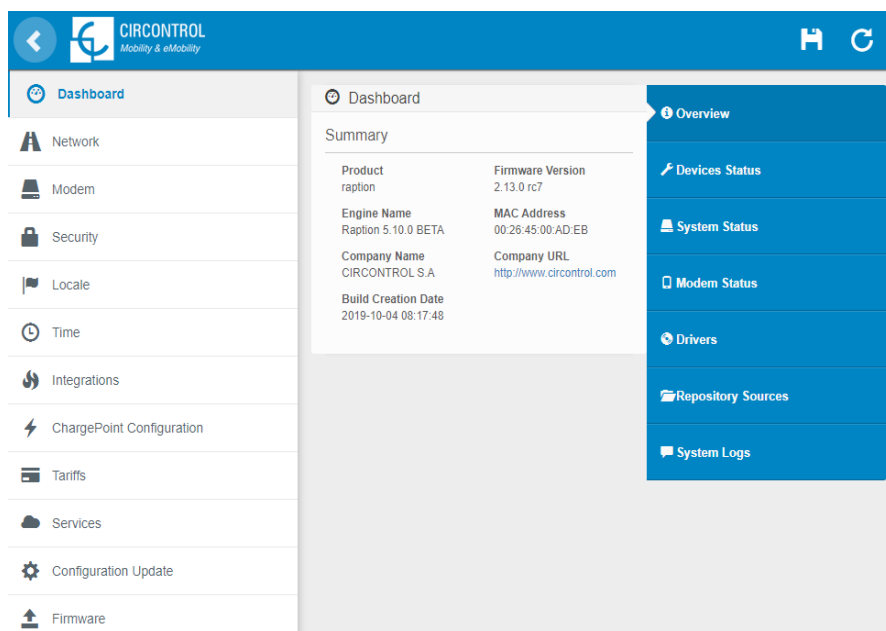 CIRCONTROL
Mobility & eMobility
Dashboard
Network
Modem
Security
Locale
Time
Integrations
ChargePoint Configuration
Tariffs
Services
Configuration Update
Firmware
Dashboard
Summary
Product
raption
Firmware Version
2.13.0 rc7
Engine Name
Raption 5.10.0 BETA
MAC Address
00:26:45:00:AD:EB
Company Name
CIRCONTROL S.A
Company URL
http://www.circontrol.com
Build Creation Date
2019-10-04 08:17:48
Overview
Devices Status
System Status
Modem Status
Drivers
Repository Sources
System Logs